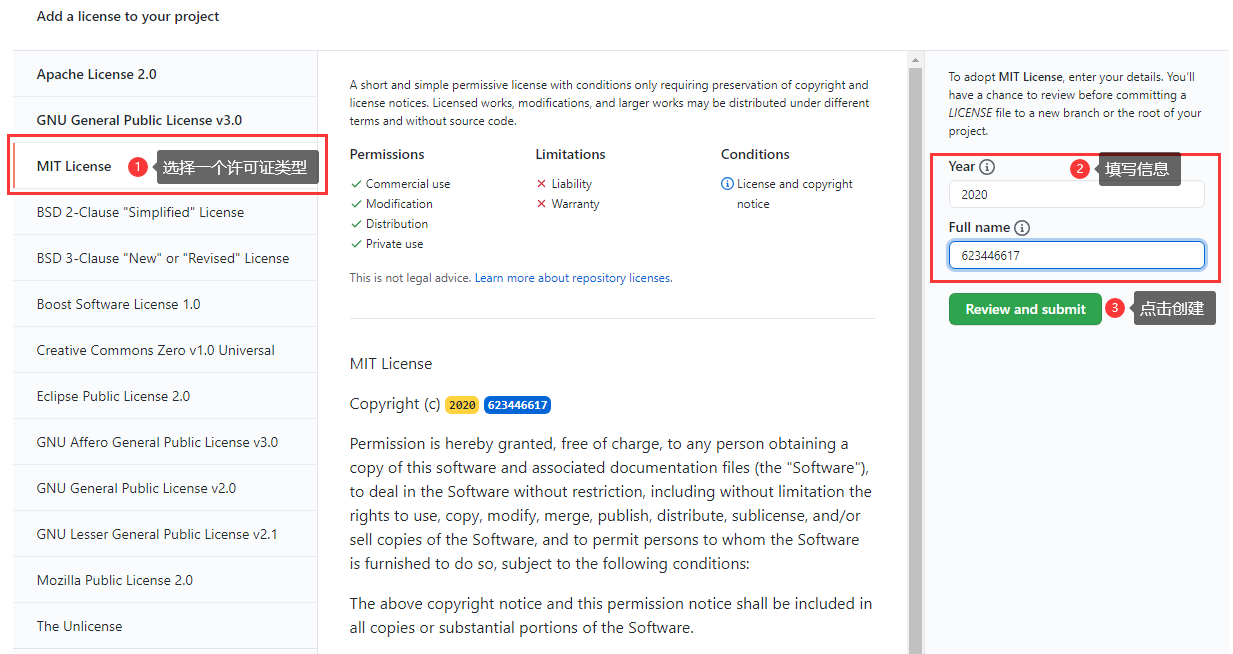 Add a license to your project
Apache License 2.0
GNU General Public License v3.0
MIT License
1
选择一个许可证类型
BSD 2-Clause "Simplified" License
BSD 3-Clause "New" or "Revised" License
Boost Software License 1.0
Creative Commons Zero v1.0 Universal
Eclipse Public License 2.0
GNU Affero General Public License v3.0
GNU General Public License v2.0
GNU Lesser General Public License v2.1
Mozilla Public License 2.0
The Unlicense
A short and simple permissive license with conditions only requiring preservation of copyright and
license notices. Licensed works, modifications, and larger works may be distributed under different
terms and without source code.
Permissions
Commercial use
Modification
Distribution
Private use
Limitations
Liability
Warranty
Conditions
License and copyright
notice
This is not legal advice. Learn more about repository licenses.
MIT License
Copyright (c) 2020 623446617
Permission is hereby granted, free of charge, to any person obtaining a
copy of this software and associated documentation files (the "Software"),
to deal in the Software without restriction, including without limitation the
rights to use, copy, modify, merge, publish, distribute, sublicense, and/or
sell copies of the Software, and to permit persons to whom the Software
is furnished to do so, subject to the following conditions:
The above copyright notice and this permission notice shall be included in
all copies or substantial portions of the Software.
To adopt MIT License, enter your details. You'll
have a chance to review before committing a
LICENSE file to a new branch or the root of your
project.
Year
2
填写信息
2020
Full name
623446617
Review and submit
3
点击创建